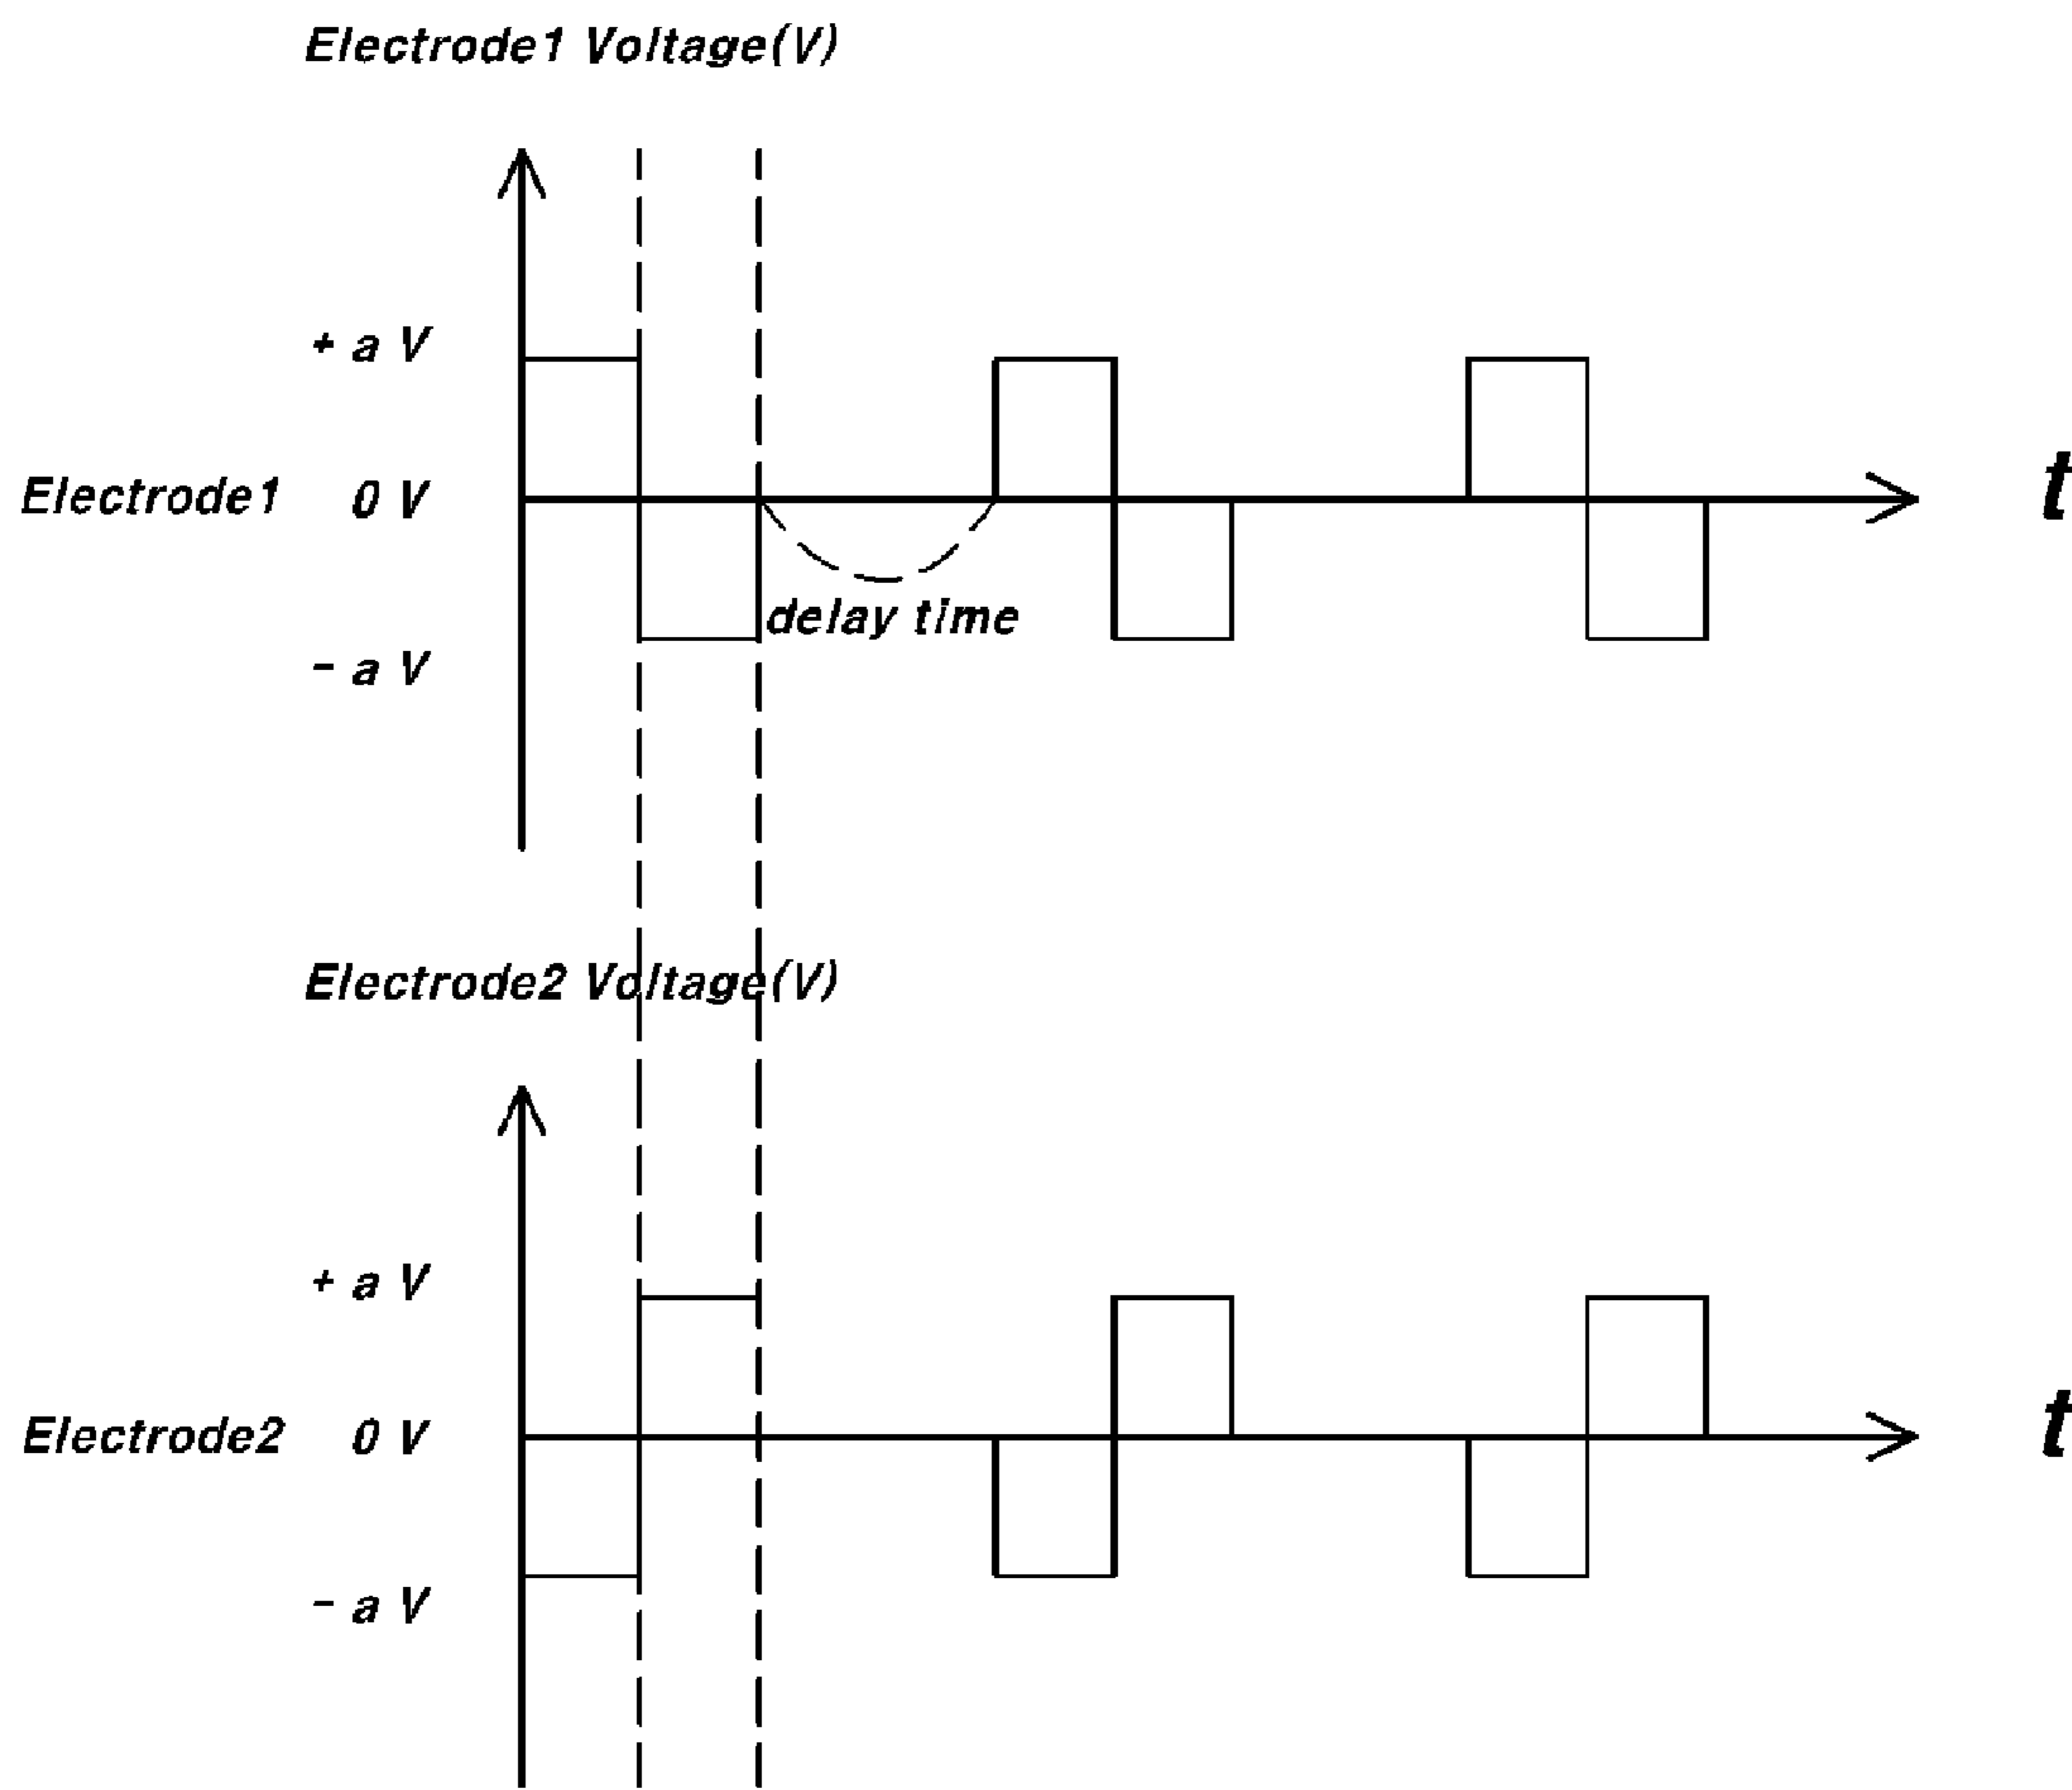 Electrode1 Voltage(V)
+ a V
Electrode1 0 V t
delay time
- a V
Electrode2 Voltage(V)
+ a V
Electrode2 0 V t
- a V